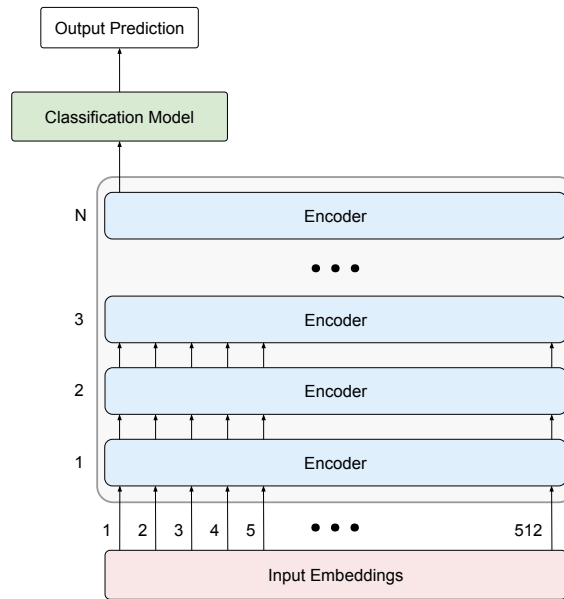 Output Prediction
Classification Model
N
Encoder
• • •
3
Encoder
2
Encoder
1
Encoder
1 2 3 4 5 • • • 512
Input Embeddings